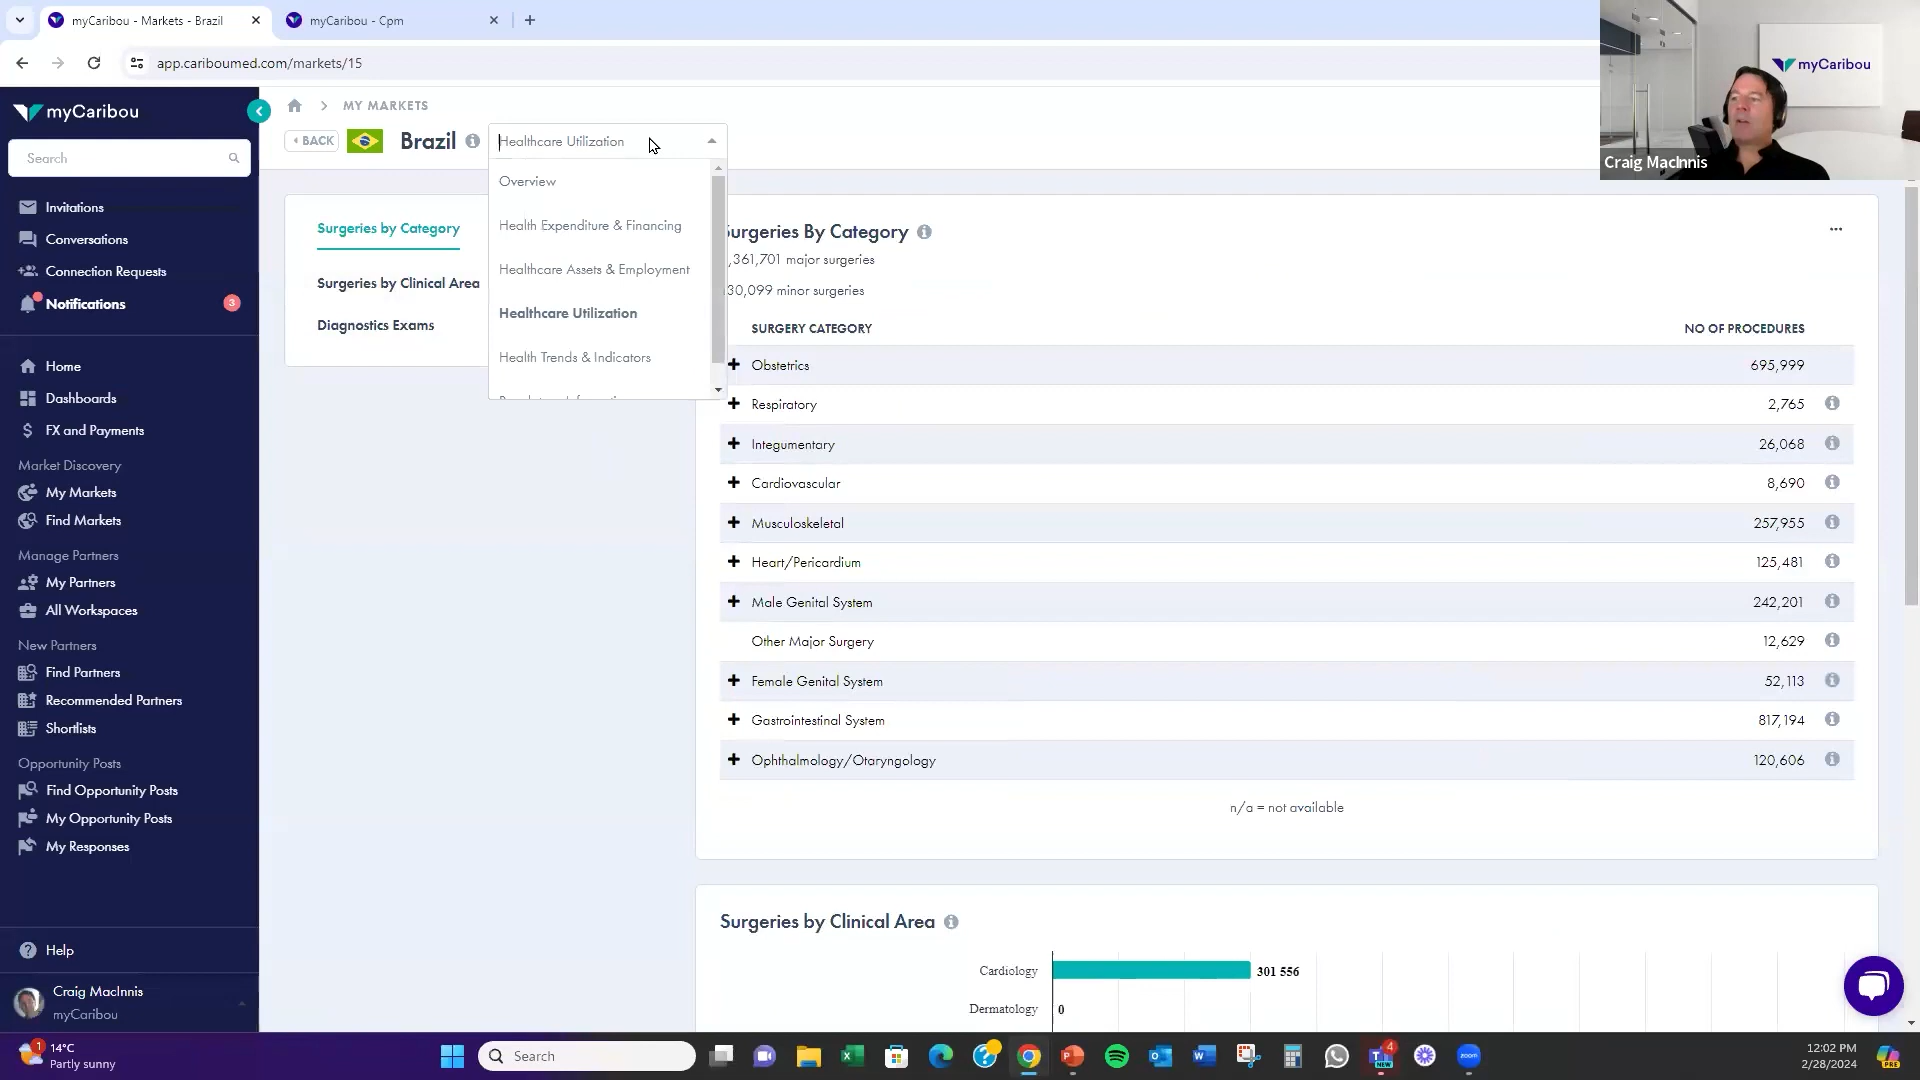 myCaribou - Markets - Brazil
myCaribou - Cpm
app.cariboumed.com/markets/15
myCaribou
Craig MacInnis
myCaribou
Search
Invitations
Conversations
Connection Requests
Notifications
3
Home
Dashboards
FX and Payments
Market Discovery
My Markets
Find Markets
Manage Partners
My Partners
All Workspaces
New Partners
Find Partners
Recommended Partners
Shortlists
Opportunity Posts
Find Opportunity Posts
My Opportunity Posts
My Responses
Help
Craig MacInnis
myCaribou
MY MARKETS
BACK
Brazil
Healthcare Utilization
Overview
Health Expenditure & Financing
Healthcare Assets & Employment
Healthcare Utilization
Health Trends & Indicators
Surgeries by Category
Surgeries by Clinical Area
Diagnostics Exams
Surgeries By Category
,361,701 major surgeries
30,099 minor surgeries
SURGERY CATEGORY NO OF PROCEDURES
Obstetrics 695,999
Respiratory 2,765
Integumentary 26,068
Cardiovascular 8,690
Musculoskeletal 257,955
Heart/Pericardium 125,481
Male Genital System 242,201
Other Major Surgery 12,629
Female Genital System 52,113
Gastrointestinal System 817,194
Ophthalmology/Otaryngology 120,606
n/a = not available
Surgeries by Clinical Area
Cardiology 301 556
Dermatology 0
1
14°C
Partly sunny
Search
4
NEW
zoom
12:02 PM
2/28/2024
PRE